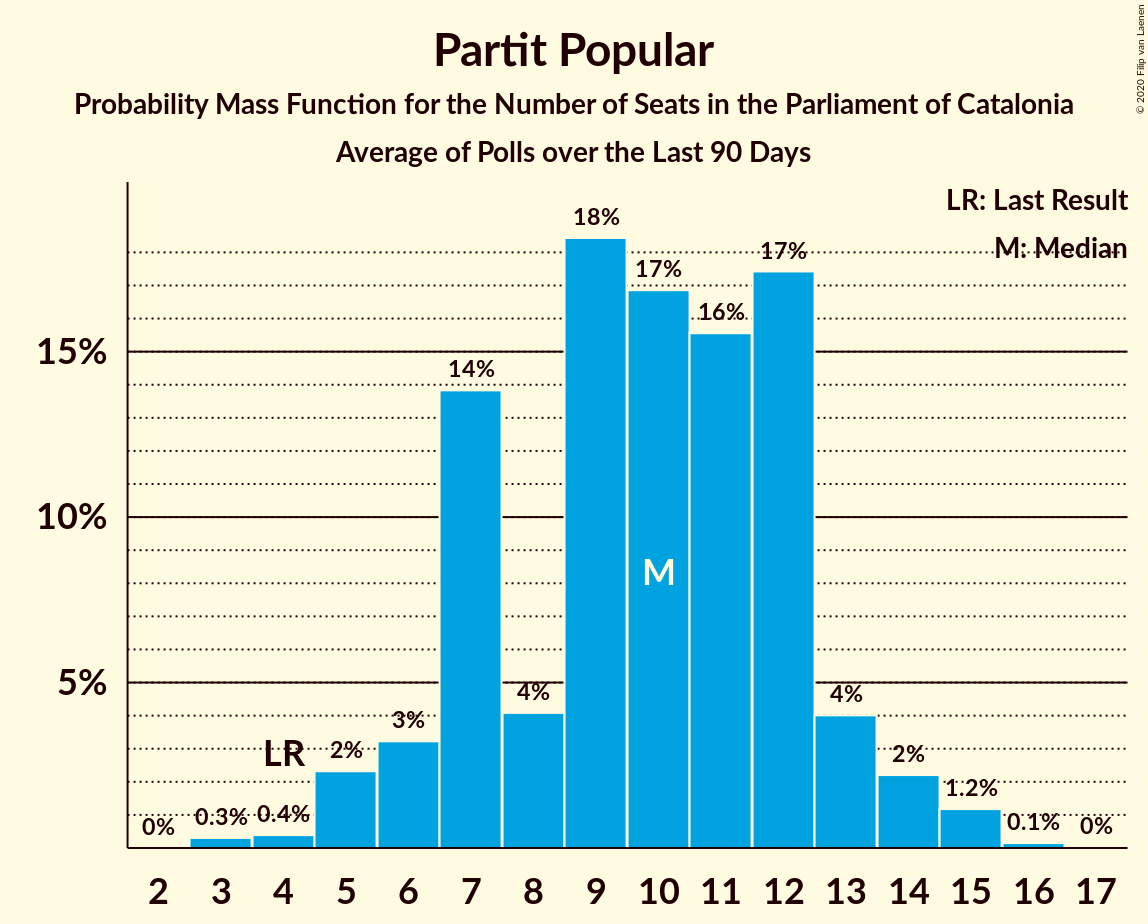 Partit Popular
Probability Mass Function for the Number of Seats in the Parliament of Catalonia
Average of Polls over the Last 90 Days
© 2020 Filip van Laenen
LR: Last Result
M: Median
18%
17%
17%
16%
15%
14%
10%
M
5%
4%
4%
3%
LR
2%
2%
1.2%
0%
0.3%
0.4%
0.1%
0%
2 3 4 5 6 7 8 9 10 11 12 13 14 15 16 17